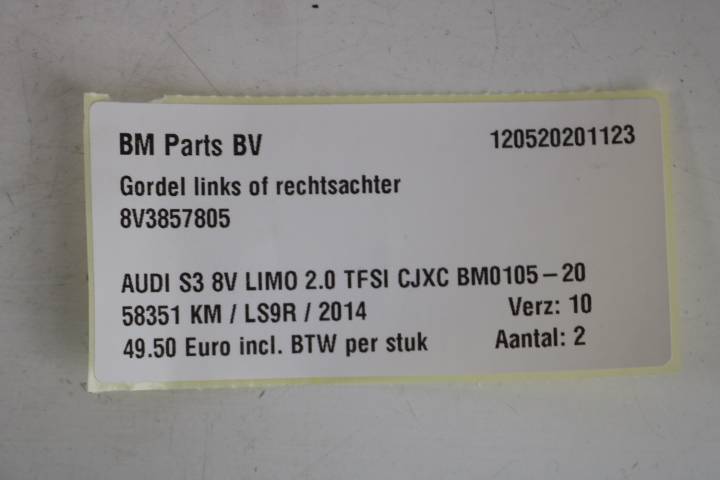 BM Parts BV 120520201123
Gordel links of rechtsachter
8V3857805
AUDI S3 8V LIMO 2.0 TFSI CJXC BM0105-20
58351 KM / LS9R / 2014 Verz: 10
49.50 Euro incl. BTW per stuk Aantal: 2